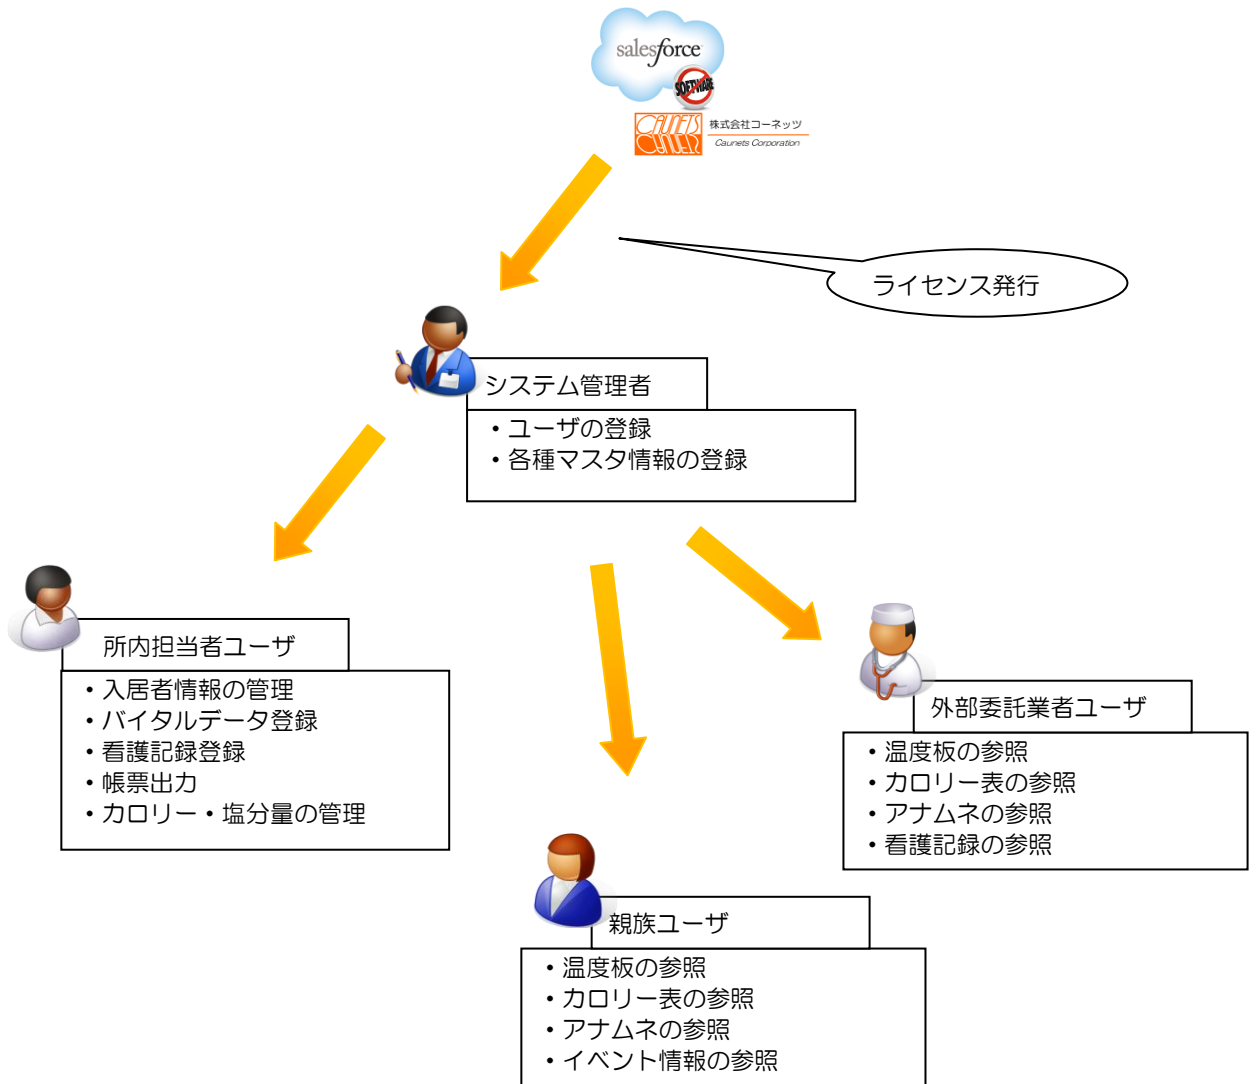 salesforce
SOFTWARE
CAUNETS
株式会社コーネッツ
Caunets Corporation
ライセンス発行
システム管理者
・ユーザの登録
・各種マスタ情報の登録
所内担当者ユーザ
・入居者情報の管理
・バイタルデータ登録
・看護記録登録
・帳票出力
・カロリー・塩分量の管理
外部委託業者ユーザ
・温度板の参照
・カロリー表の参照
・アナムネの参照
・看護記録の参照
親族ユーザ
・温度板の参照
・カロリー表の参照
・アナムネの参照
・イベント情報の参照